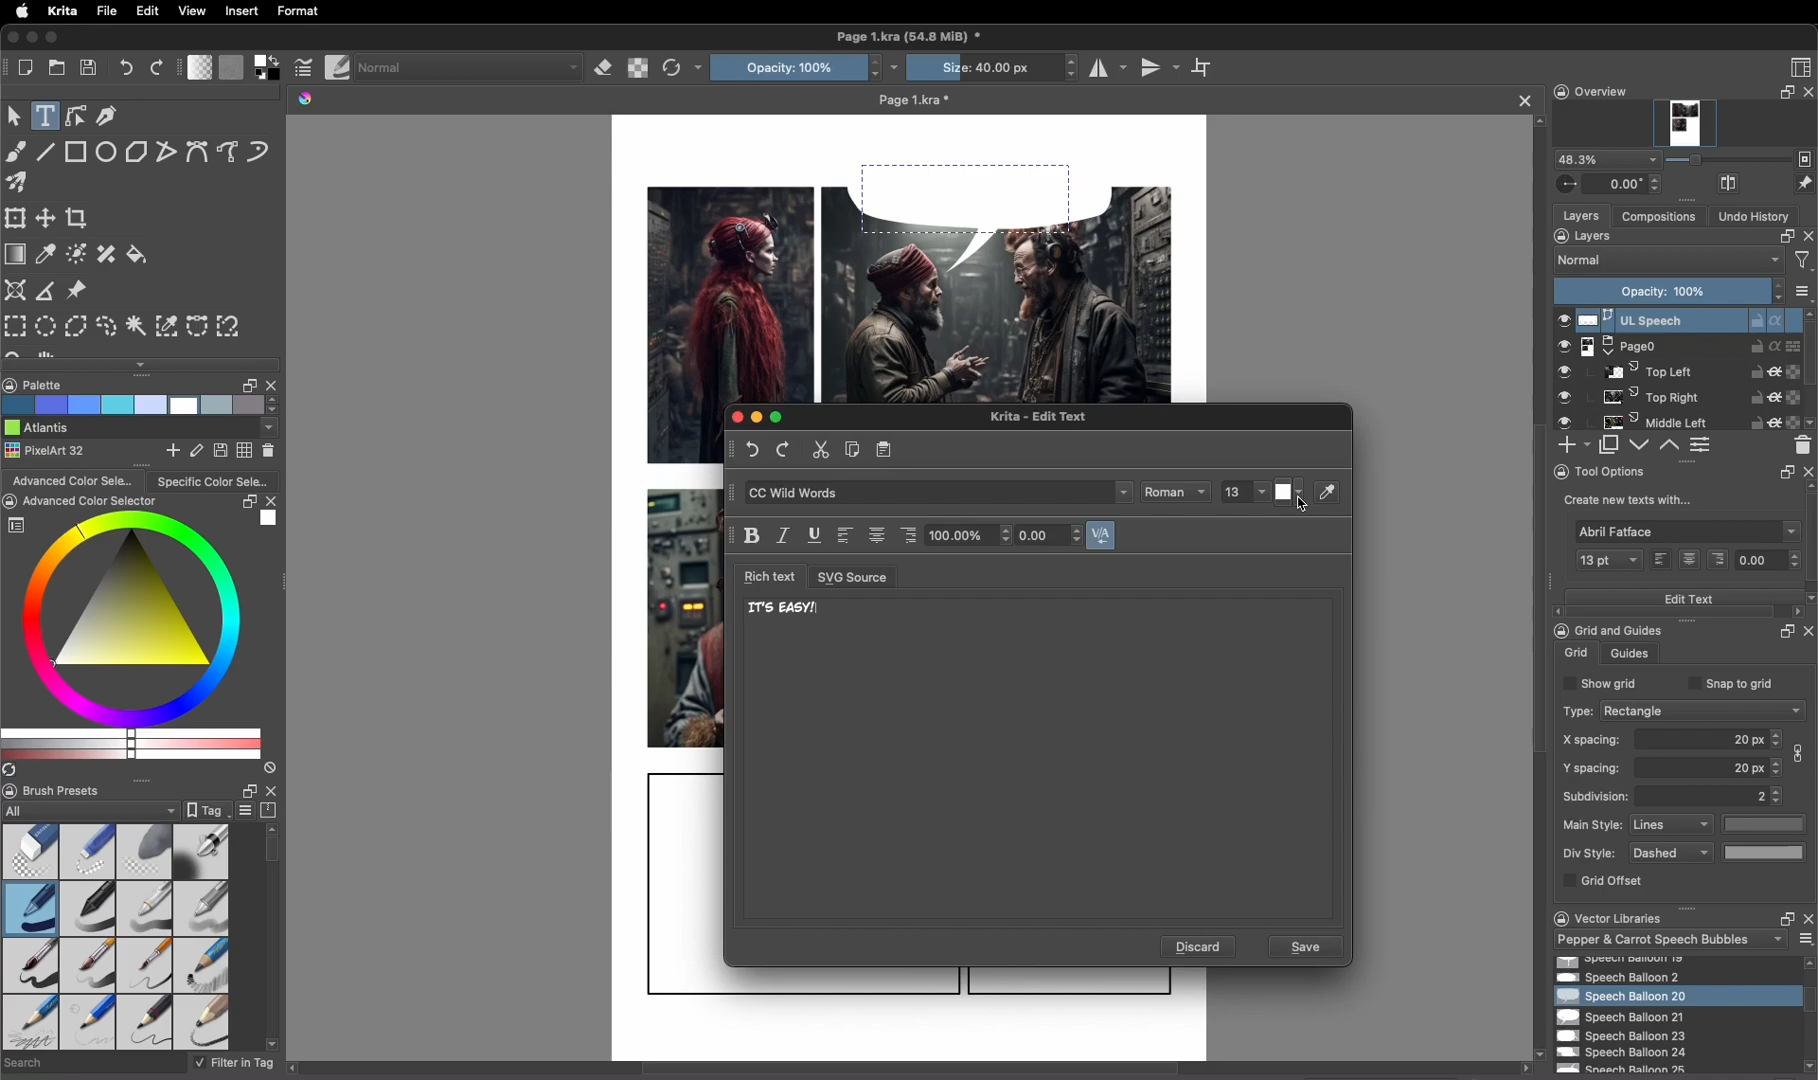 Krita File Edit View Insert Format
Page 1.kra (54.8 MiB) *
Normal
Opacity: 100%
Size: 40.00 px
Page 1.kra *
Overview
48.3%
0.00°
Layers Compositions Undo History
Layers
Normal
Opacity: 100%
UL Speech
Page0
Top Left
Top Right
Middle Left
Palette
Atlantis
PixelArt 32
Advanced Color Sele... Specific Color Sele...
Advanced Color Selector
Brush Presets
All
Tag
Search
Filter in Tag
Krita - Edit Text
CC Wild Words
Roman
13
B I U
100.00%
0.00
V/A
Rich text SVG Source
IT'S EASY!
Discard
Save
Tool Options
Create new texts with...
Abril Fatface
13 pt
0.00
Edit Text
Grid and Guides
Grid Guides
Show grid Snap to grid
Type: Rectangle
X spacing: 20 px
Y spacing: 20 px
Subdivision: 2
Main Style: Lines
Div Style: Dashed
Grid Offset
Vector Libraries
Pepper & Carrot Speech Bubbles
Speech Balloon 19
Speech Balloon 2
Speech Balloon 20
Speech Balloon 21
Speech Balloon 23
Speech Balloon 24
Speech Balloon 25